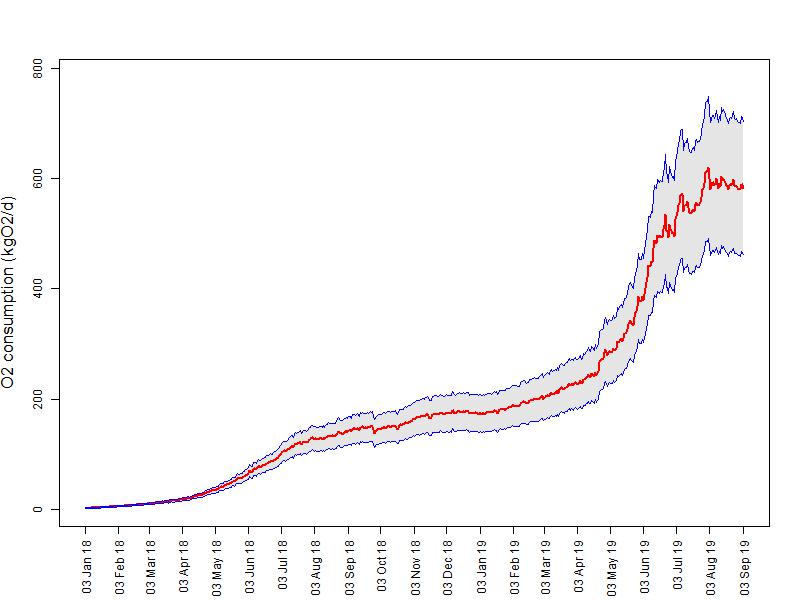 O2 consumption (kgO2/d)
800
600
400
200
0
03 Jan 18
03 Feb 18
03 Mar 18
03 Apr 18
03 May 18
03 Jun 18
03 Jul 18
03 Aug 18
03 Sep 18
03 Oct 18
03 Nov 18
03 Dec 18
03 Jan 19
03 Feb 19
03 Mar 19
03 Apr 19
03 May 19
03 Jun 19
03 Jul 19
03 Aug 19
03 Sep 19